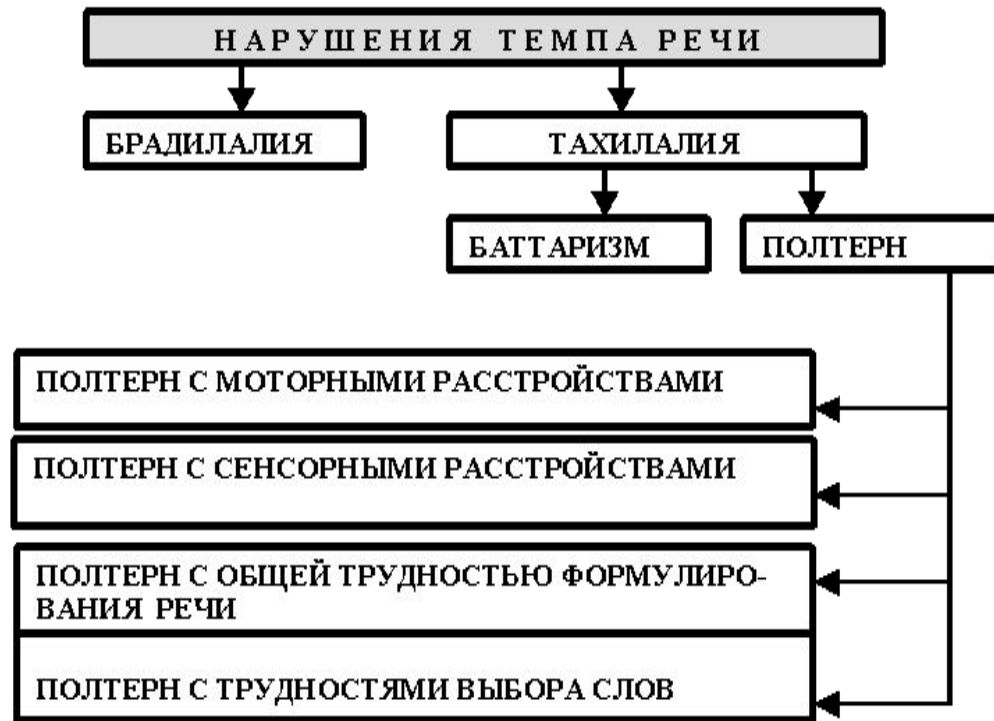 НАРУШЕНИЯ ТЕМПА РЕЧИ
БРАДИЛАЛИЯ
ТАХИЛАЛИЯ
БАТТАРИЗМ
ПОЛТЕРН
ПОЛТЕРН С МОТОРНЫМИ РАССТРОЙСТВАМИ
ПОЛТЕРН С СЕНСОРНЫМИ РАССТРОЙСТВАМИ
ПОЛТЕРН С ОБЩЕЙ ТРУДНОСТЬЮ ФОРМУЛИРО-
ВАНИЯ РЕЧИ
ПОЛТЕРН С ТРУДНОСТЯМИ ВЫБОРА СЛОВ